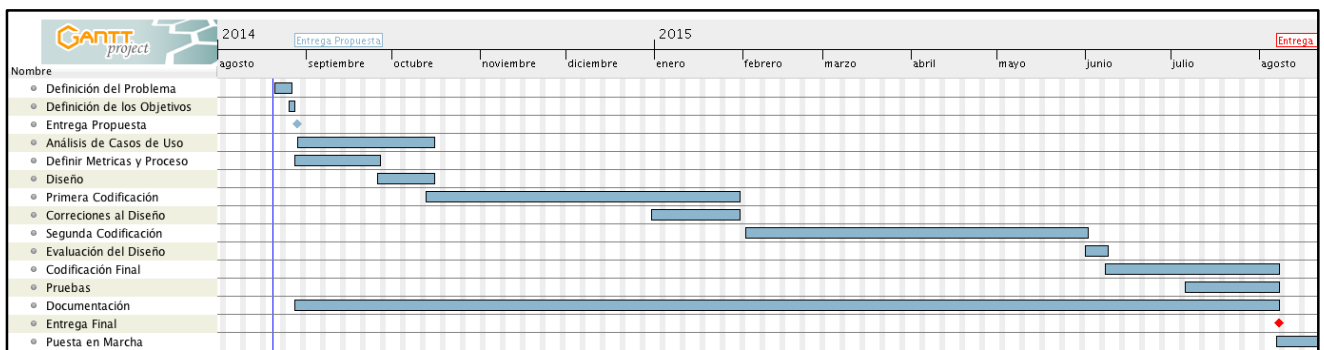 GANTT
project
2014
Entrega Propuesta
2015
Entrega
Nombre
agosto
septiembre
octubre
noviembre
diciembre
enero
febrero
marzo
abril
mayo
junio
julio
agosto
Definición del Problema
Definición de los Objetivos
Entrega Propuesta
Análisis de Casos de Uso
Definir Metricas y Proceso
Diseño
Primera Codificación
Correciones al Diseño
Segunda Codificación
Evaluación del Diseño
Codificación Final
Pruebas
Documentación
Entrega Final
Puesta en Marcha